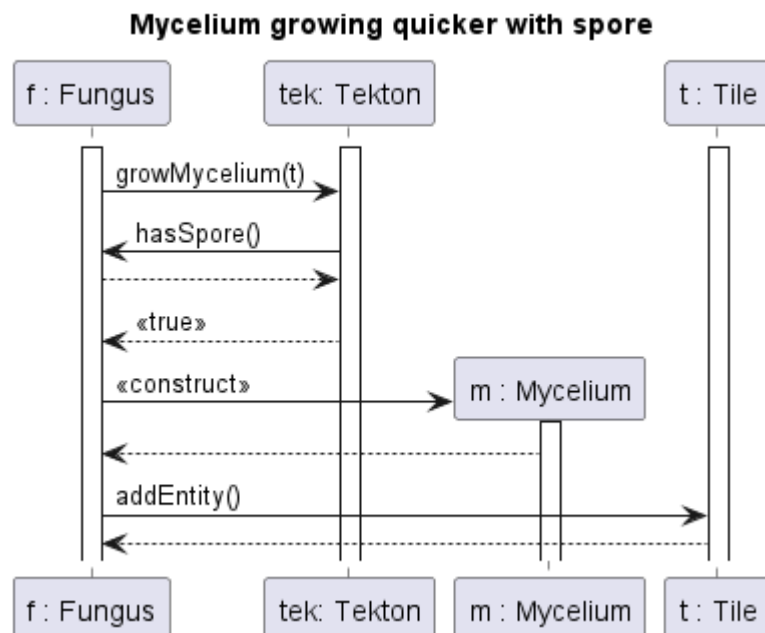 Mycelium growing quicker with spore
f : Fungus
tek: Tekton
t : Tile
growMycelium(t)
hasSpore()
«true»
«construct»
m : Mycelium
addEntity()
f : Fungus
tek: Tekton
m : Mycelium
t : Tile